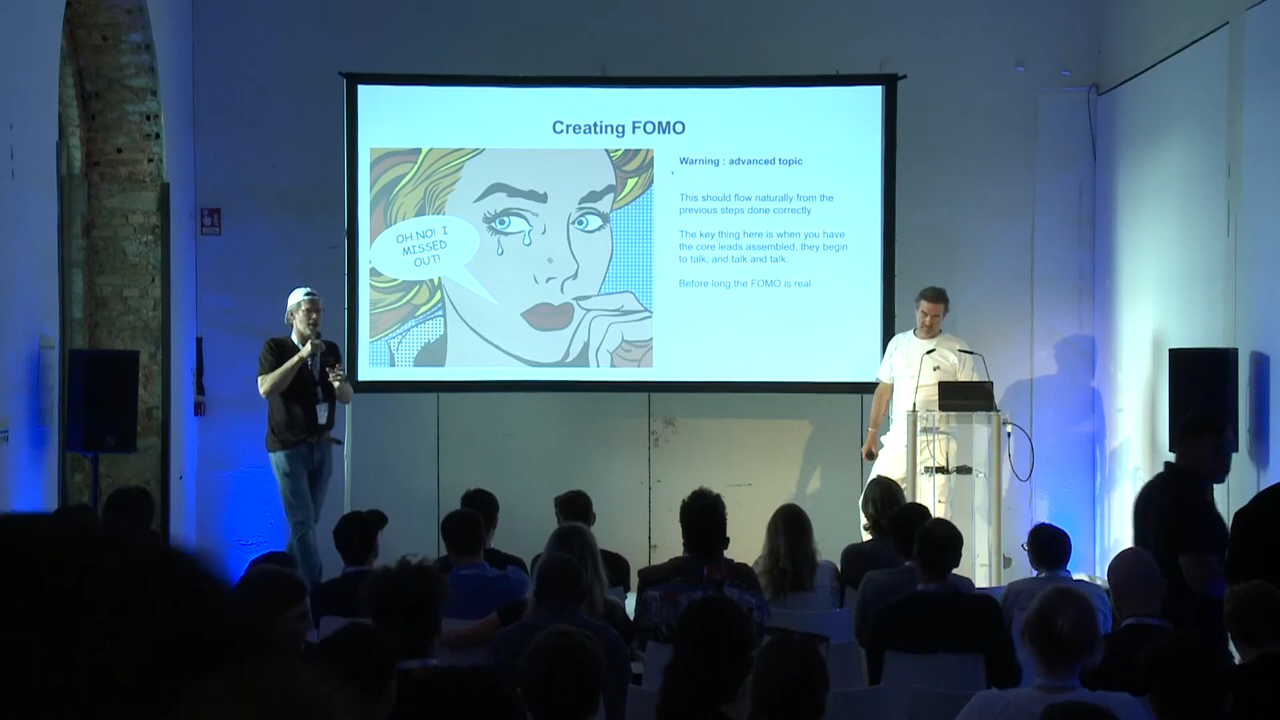 Creating FOMO
Warning : advanced topic
This should flow naturally from the
previous steps done correctly
The key thing here is when you have
the core leads assembled, they begin
to talk, and talk and talk.
Before long the FOMO is real
OH NO! I
MISSED
OUT!